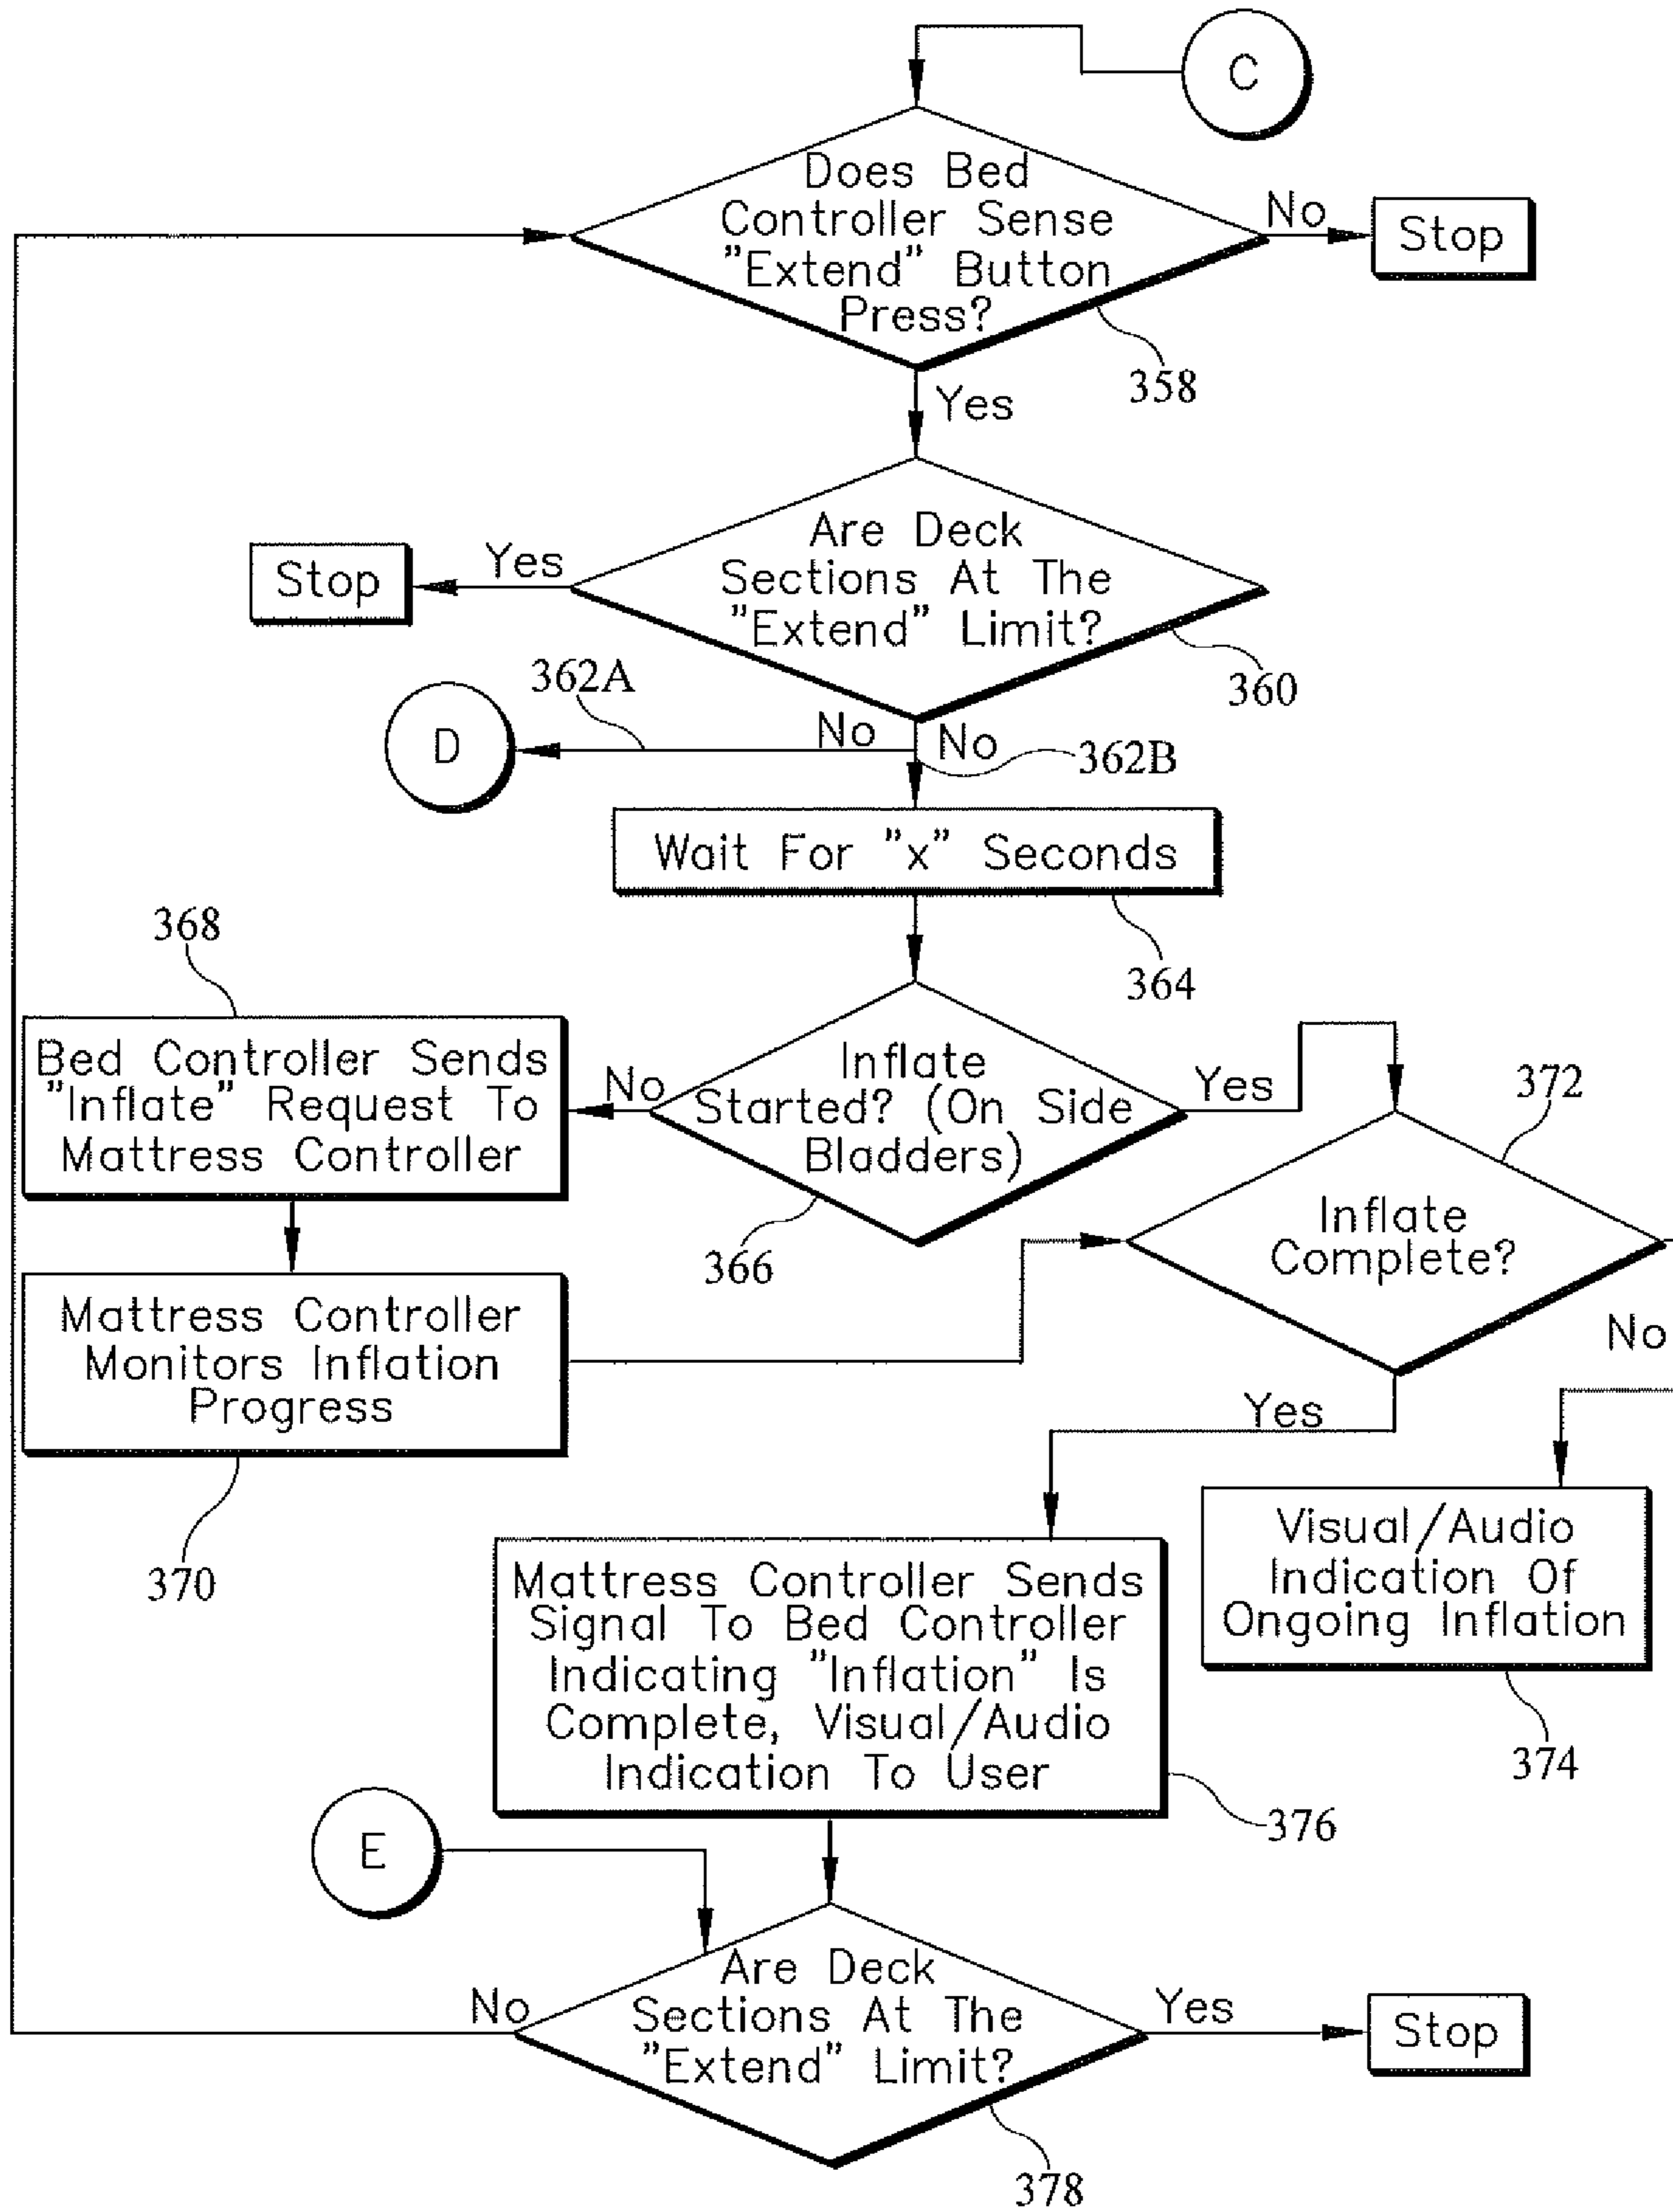 C
Does Bed
Controller Sense
"Extend" Button
Press?
No
Stop
358
Yes
Are Deck
Sections At The
"Extend" Limit?
Yes
Stop
360
362A
D
No
No
362B
Wait For "x" Seconds
364
368
Bed Controller Sends
"Inflate" Request To
Mattress Controller
No
Inflate
Started? (On Side
Bladders)
Yes
366
372
Inflate
Complete?
No
Yes
Mattress Controller
Monitors Inflation
Progress
370
Visual/Audio
Indication Of
Ongoing Inflation
374
Mattress Controller Sends
Signal To Bed Controller
Indicating "Inflation" Is
Complete, Visual/Audio
Indication To User
376
E
Are Deck
Sections At The
"Extend" Limit?
No
Yes
Stop
378